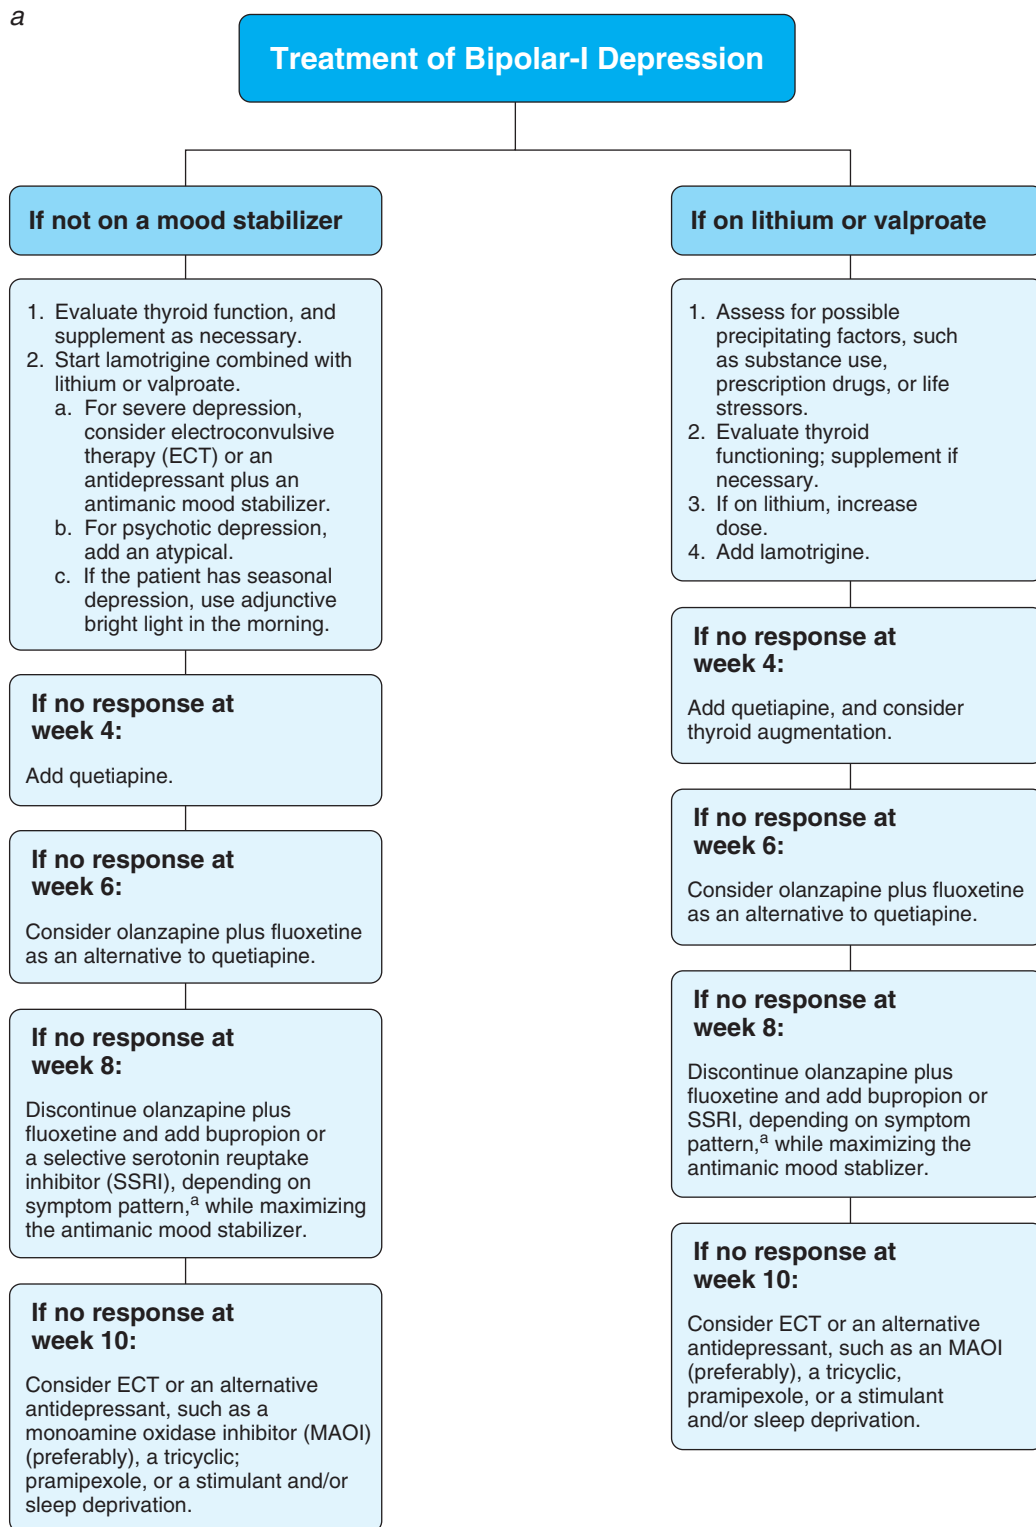 a
Treatment of Bipolar-I Depression
If not on a mood stabilizer
1. Evaluate thyroid function, and
supplement as necessary.
2. Start lamotrigine combined with
lithium or valproate.
a. For severe depression,
consider electroconvulsive
therapy (ECT) or an
antidepressant plus an
antimanic mood stabilizer.
b. For psychotic depression,
add an atypical.
c. If the patient has seasonal
depression, use adjunctive
bright light in the morning.
If no response at
week 4:
Add quetiapine.
If no response at
week 6:
Consider olanzapine plus fluoxetine
as an alternative to quetiapine.
If no response at
week 8:
Discontinue olanzapine plus
fluoxetine and add bupropion or
a selective serotonin reuptake
inhibitor (SSRI), depending on
symptom pattern,a while maximizing
the antimanic mood stabilizer.
If no response at
week 10:
Consider ECT or an alternative
antidepressant, such as a
monoamine oxidase inhibitor (MAOI)
(preferably), a tricyclic;
pramipexole, or a stimulant and/or
sleep deprivation.
If on lithium or valproate
1. Assess for possible
precipitating factors, such
as substance use,
prescription drugs, or life
stressors.
2. Evaluate thyroid
functioning; supplement if
necessary.
3. If on lithium, increase
dose.
4. Add lamotrigine.
If no response at
week 4:
Add quetiapine, and consider
thyroid augmentation.
If no response at
week 6:
Consider olanzapine plus fluoxetine
as an alternative to quetiapine.
If no response at
week 8:
Discontinue olanzapine plus
fluoxetine and add bupropion or
SSRI, depending on symptom
pattern,a while maximizing the
antimanic mood stablizer.
If no response at
week 10:
Consider ECT or an alternative
antidepressant, such as an MAOI
(preferably), a tricyclic,
pramipexole, or a stimulant
and/or sleep deprivation.